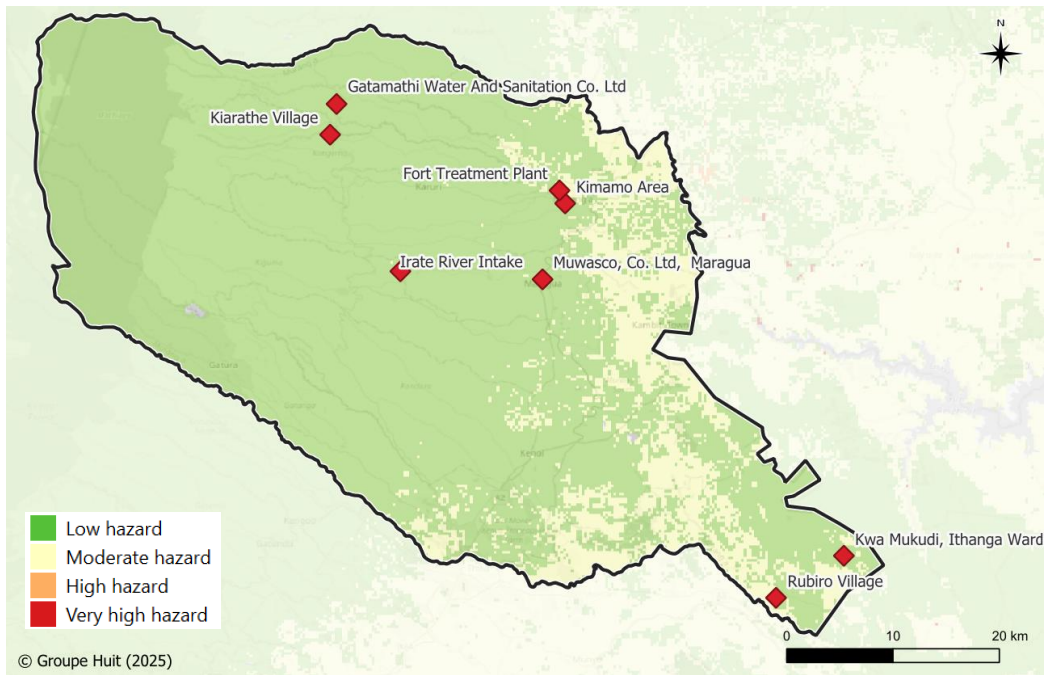 N
Gatamathi Water And Sanitation Co. Ltd
Kiarathe Village
Fort Treatment Plant
Kimamo Area
Irate River Intake
Muwasco, Co. Ltd, Maragua
Kwa Mukudi, Ithanga Ward
Rubiro Village
Low hazard
Moderate hazard
High hazard
Very high hazard
0 10 20 km
© Groupe Huit (2025)